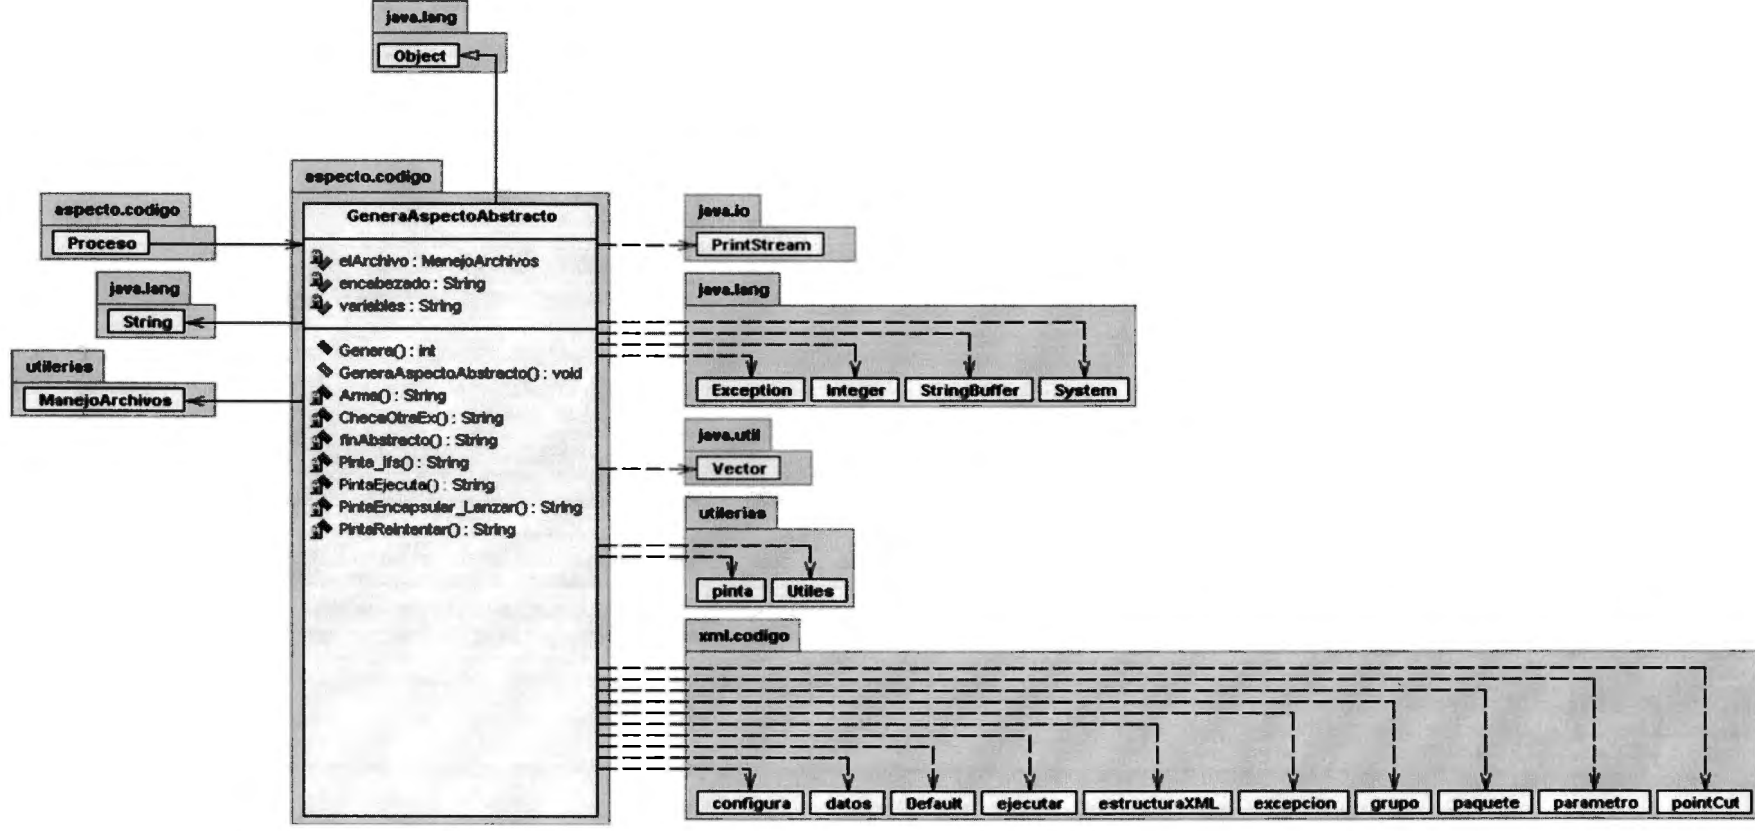 java.lang
Object
aspecto.codigo
Proceso
java.lang
String
utilerias
ManejoArchivos
aspecto.codigo
GeneraAspectoAbstracto
elArchivo : ManejoArchivos
encabezado : String
variables : String
Genera() : int
GeneraAspectoAbstracto() : void
Arma() : String
ChecaOtraEx() : String
finAbstracto() : String
Pinta_Ifs() : String
PintaEjecuta() : String
PintaEncapsular_Lanzar() : String
PintaReintentar() : String
java.io
PrintStream
java.lang
Exception Integer StringBuffer System
java.util
Vector
utilerias
pinta Utiles
xml.codigo
configura datos Default ejecutar estructuraXML excepcion grupo paquete parametro pointCut